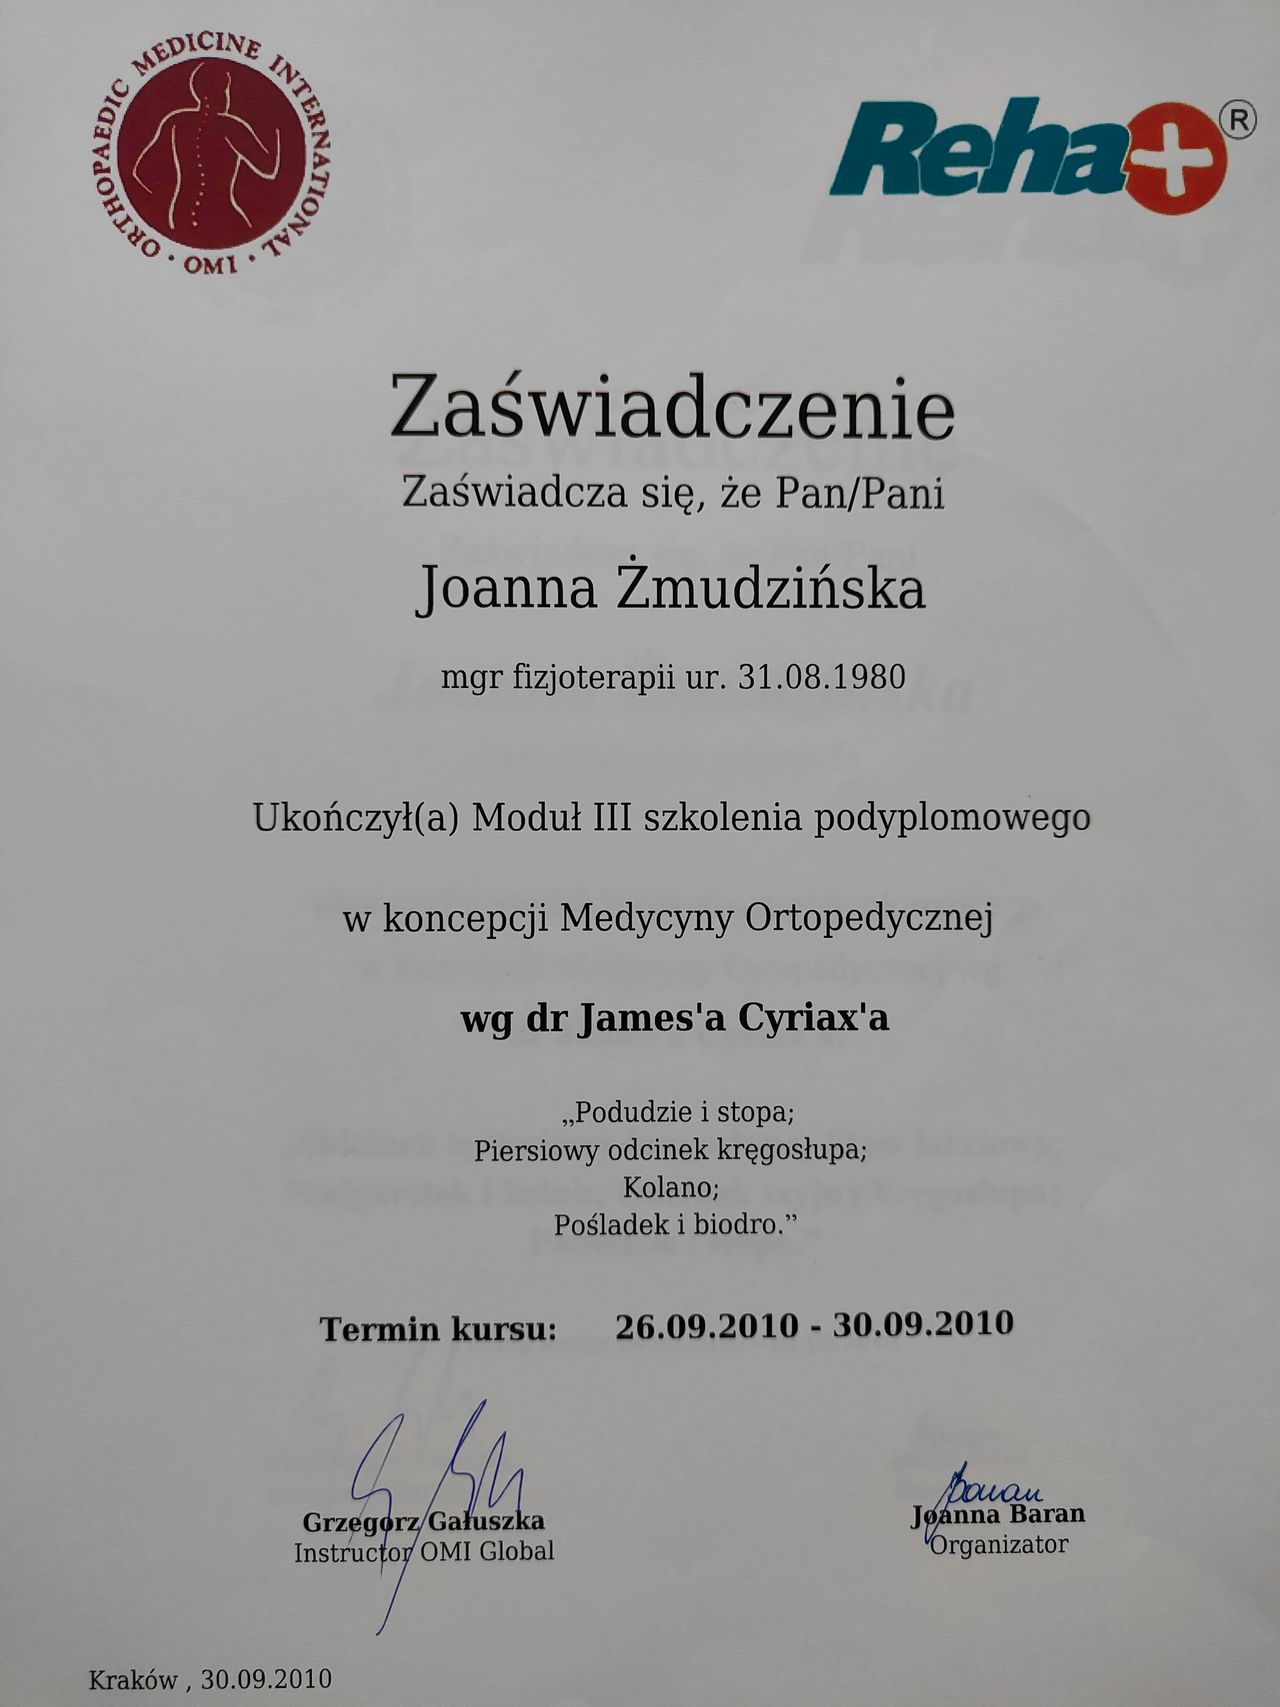 ORTHOPAEDIC MEDICINE INTERNATIONAL
· OMI ·
Reha+ ®
Zaświadczenie
Zaświadcza się, że Pan/Pani
Joanna Żmudzińska
mgr fizjoterapii ur. 31.08.1980
Ukończył(a) Moduł III szkolenia podyplomowego
w koncepcji Medycyny Ortopedycznej
wg dr James'a Cyriax'a
„Podudzie i stopa;
Piersiowy odcinek kręgosłupa;
Kolano;
Pośladek i biodro.”
Termin kursu: 26.09.2010 - 30.09.2010
Baran
Grzegorz Gałuszka
Instructor OMI Global
Joanna Baran
Organizator
Kraków , 30.09.2010